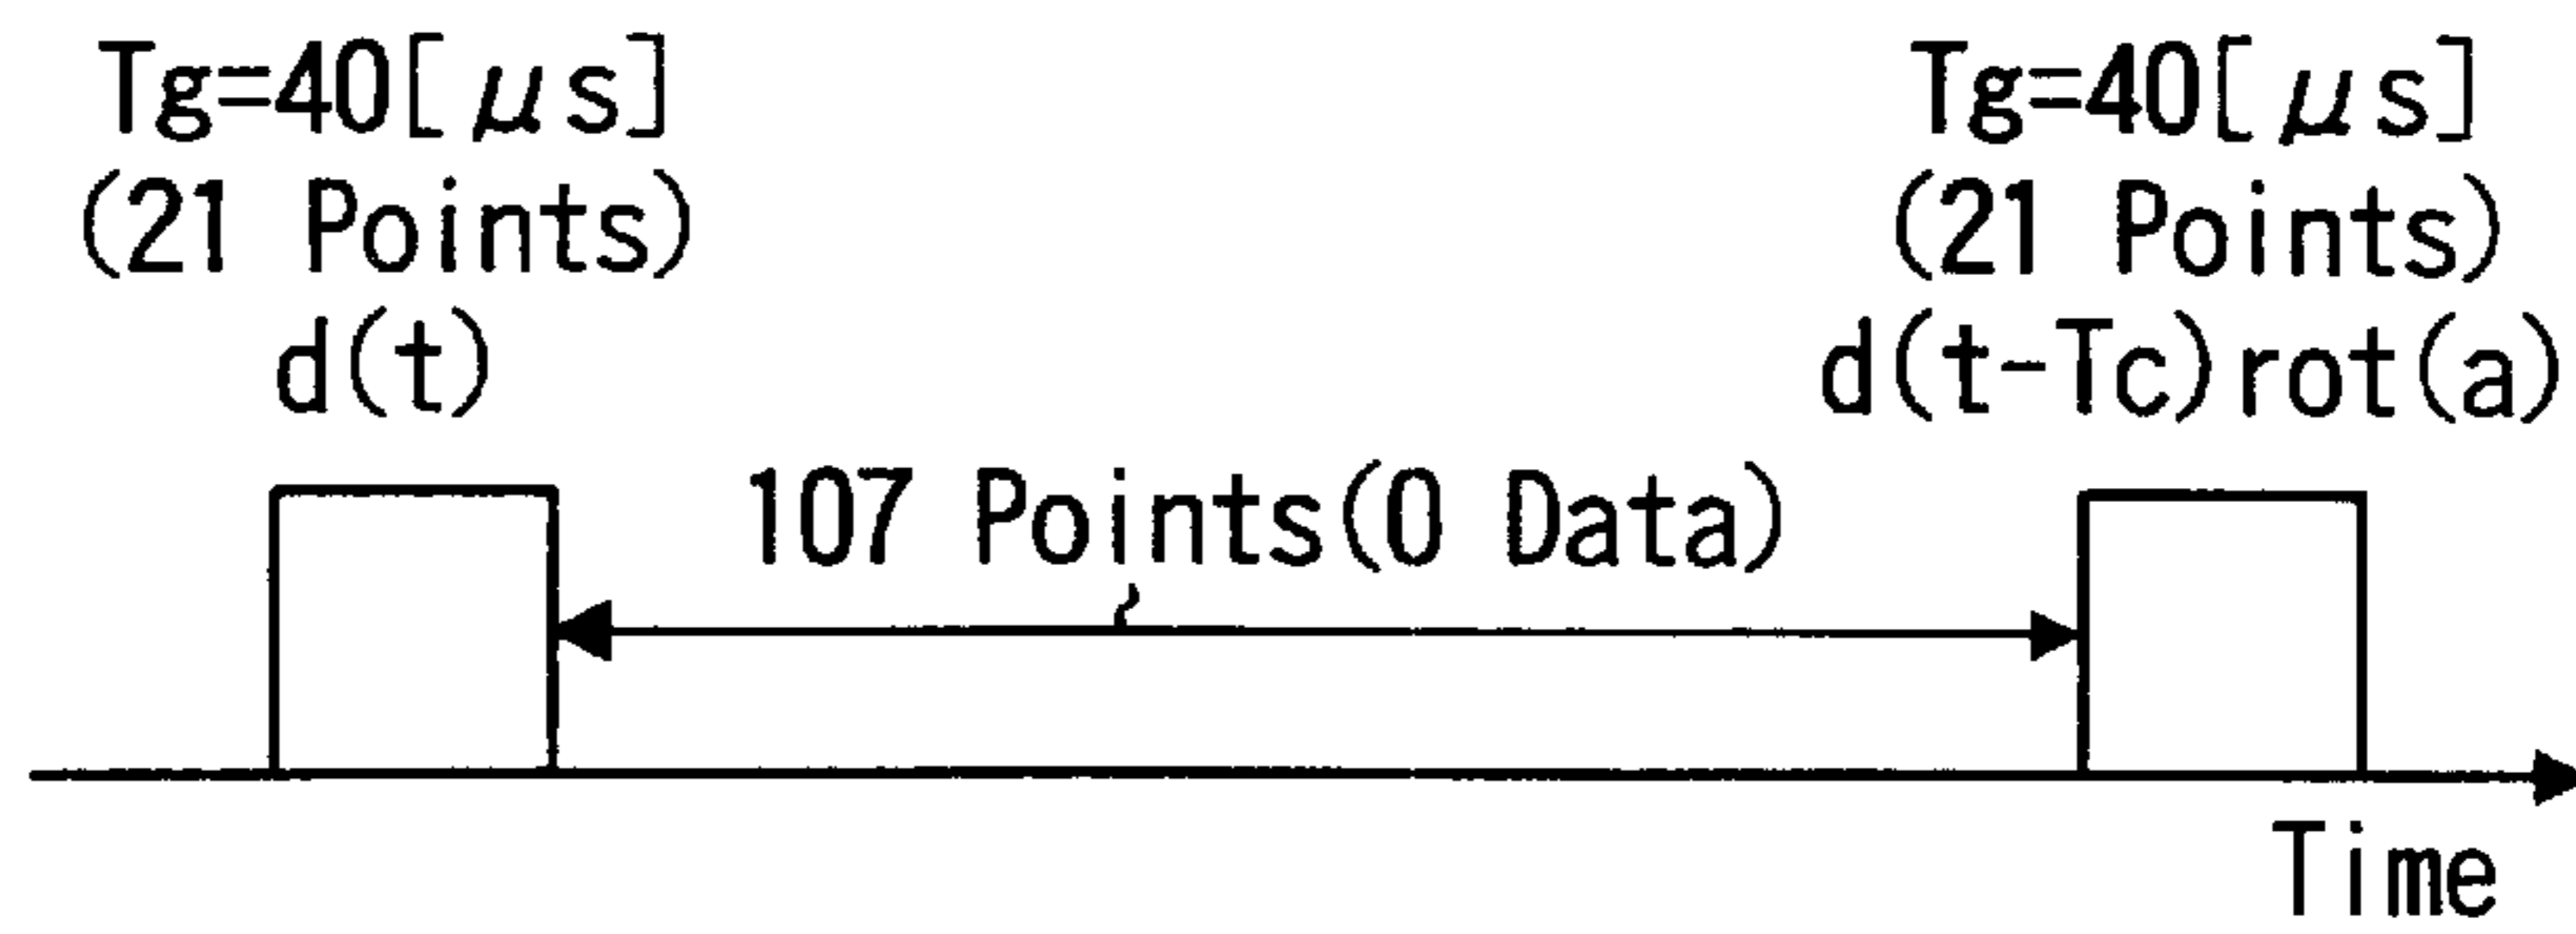 Tg=40[μs]
(21 Points)
d(t)
Tg=40[μs]
(21 Points)
d(t-Tc)rot(a)
107 Points(0 Data)
Time